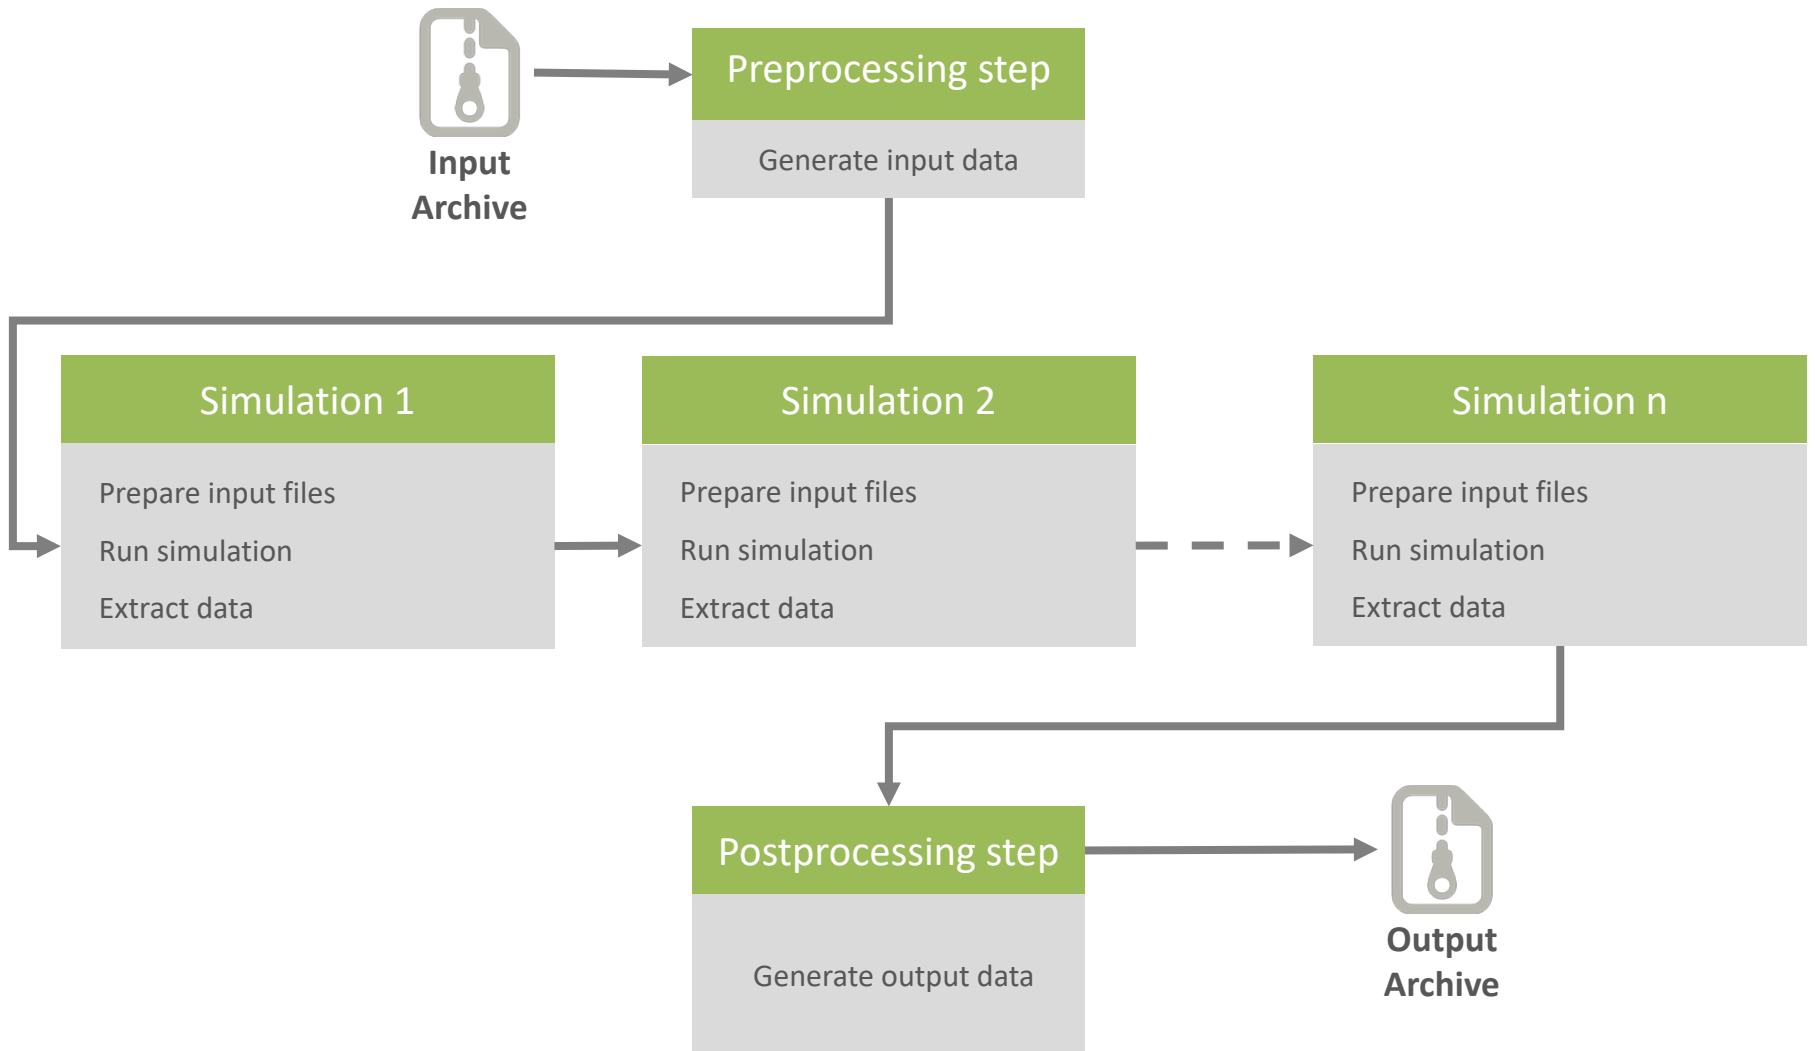 Input
Archive
Preprocessing step
Generate input data
Simulation 1
Prepare input files
Run simulation
Extract data
Simulation 2
Prepare input files
Run simulation
Extract data
Simulation n
Prepare input files
Run simulation
Extract data
Postprocessing step
Generate output data
Output
Archive